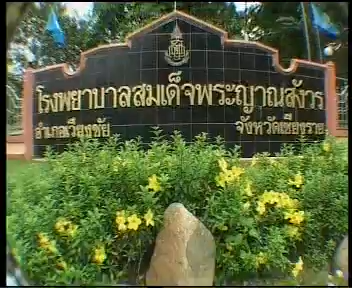 โรงพยาบาลสมเด็จพระญาณสังวร
อำเภอเวียงชัย จังหวัดเชียงราย